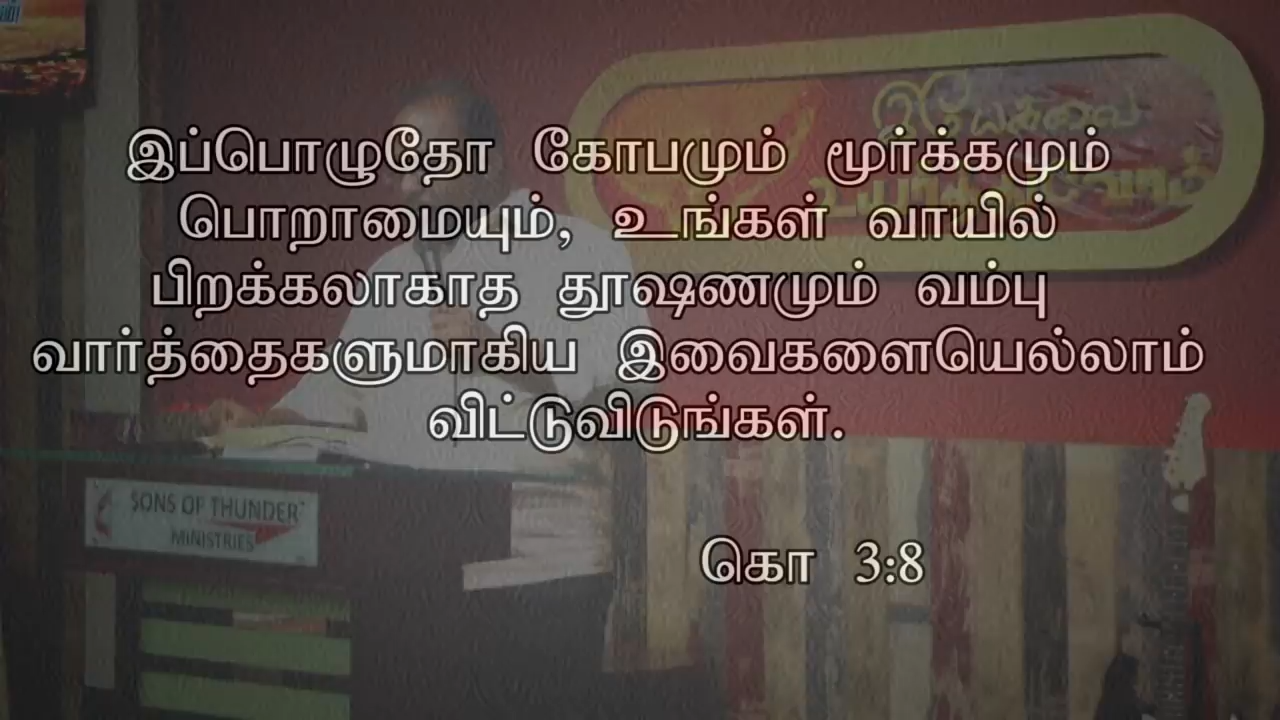 இப்பொழுதோ கோபமும் மூர்க்கமும்
பொறாமையும், உங்கள் வாயில்
பிறக்கலாகாத தூஷணமும் வம்பு
வார்த்தைகளுமாகிய இவைகளையெல்லாம்
விட்டுவிடுங்கள்.
கொ 3:8
SONS OF THUNDER
MINISTRIES